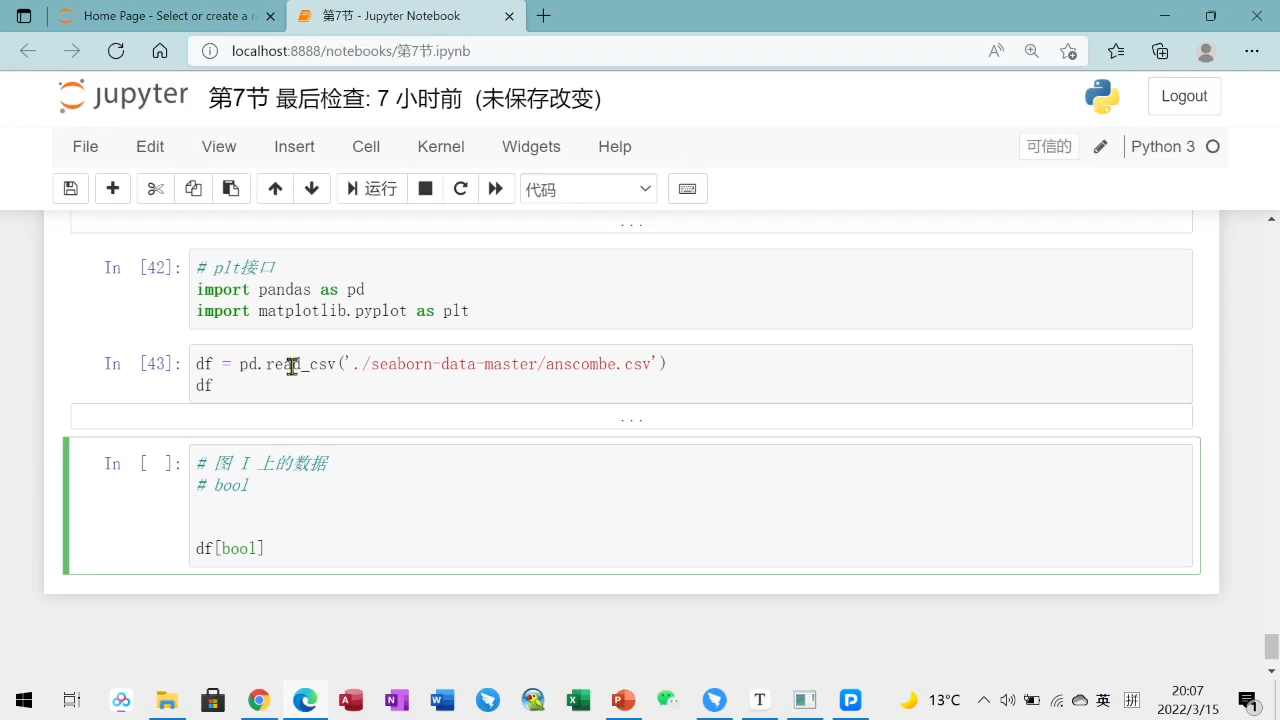 Home Page - Select or create a n
第7节 - Jupyter Notebook
localhost:8888/notebooks/第7节.ipynb
jupyter 第7节 最后检查: 7 小时前 (未保存改变)
Logout
File Edit View Insert Cell Kernel Widgets Help
可信的
Python 3
运行
代码
...
In [42]:
# plt接口
import pandas as pd
import matplotlib.pyplot as plt
In [43]:
df = pd.read_csv('./seaborn-data-master/anscombe.csv')
df
...
In [ ]:
# 图 I 上的数据
# bool
df[bool]
13°C
英
拼
20:07
2022/3/15
1